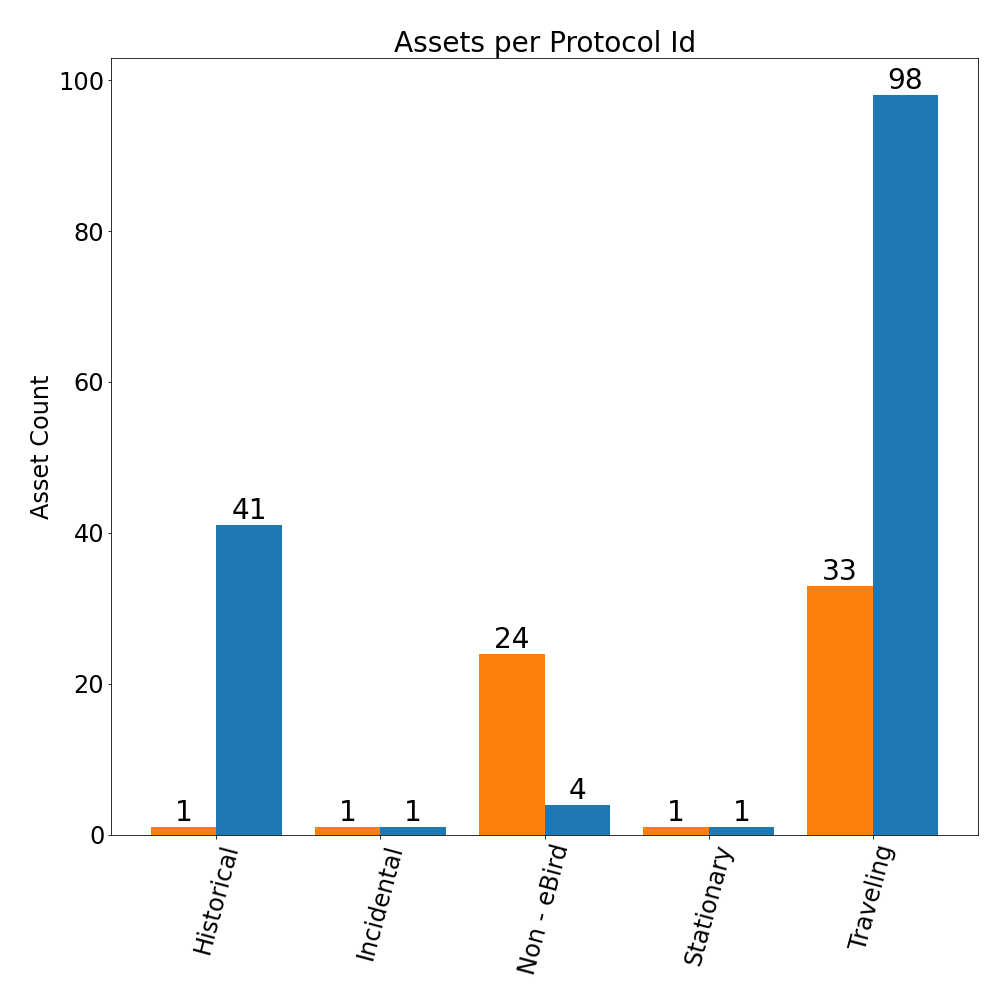 Assets per Protocol Id
Asset Count
100
80
60
40
20
0
1
41
1
1
24
4
1
1
33
98
Historical
Incidental
Non - eBird
Stationary
Traveling